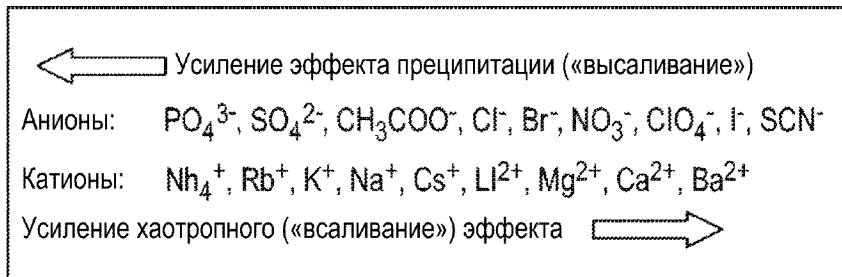 Усиление эффекта преципитации («высаливание»)
Анионы: PO₄³⁻, SO₄²⁻, CH₃COO⁻, Cl⁻, Br⁻, NO₃⁻, ClO₄⁻, I⁻, SCN⁻
Катионы: Nh₄⁺, Rb⁺, K⁺, Na⁺, Cs⁺, LI²⁺, Mg²⁺, Ca²⁺, Ba²⁺
Усиление хаотропного («всаливание») эффекта